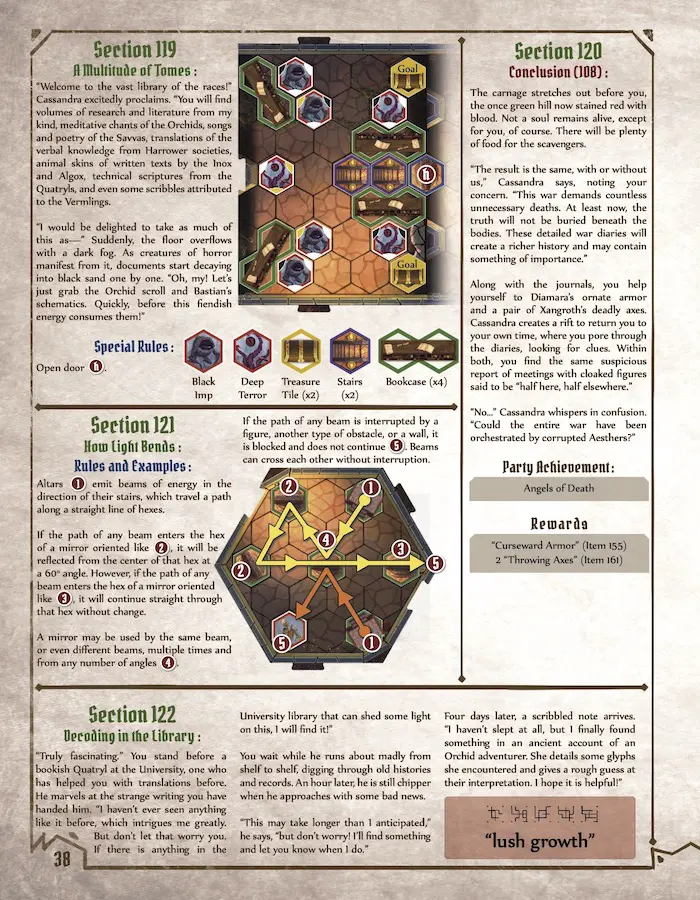 Section 119
A Multitude of Tomes :
"Welcome to the vast library of the races!"
Cassandra excitedly proclaims. "You will find
volumes of research and literature from my
kind, meditative chants of the Orchids, songs
and poetry of the Savvas, translations of the
verbal knowledge from Harrower societies,
animal skins of written texts by the Inox
and Algox, technical scriptures from the
Quatryls, and even some scribbles attributed
to the Vermlings.
"I would be delighted to take as much of
this as—" Suddenly, the floor overflows
with a dark fog. As creatures of horror
manifest from it, documents start decaying
into black sand one by one. "Oh, my! Let's
just grab the Orchid scroll and Bastian's
schematics. Quickly, before this fiendish
energy consumes them!"
Goal
h
Goal
Special Rules :
Open door h.
Black
Imp
Deep
Terror
Treasure
Tile (x2)
Stairs
(x2)
Bookcase (x4)
Section 120
Conclusion (108) :
The carnage stretches out before you,
the once green hill now stained red with
blood. Not a soul remains alive, except
for you, of course. There will be plenty
of food for the scavengers.
"The result is the same, with or without
us," Cassandra says, noting your
concern. "This war demands countless
unnecessary deaths. At least now, the
truth will not be buried beneath the
bodies. These detailed war diaries will
create a richer history and may contain
something of importance."
Along with the journals, you help
yourself to Diamara's ornate armor
and a pair of Xangroth's deadly axes.
Cassandra creates a rift to return you to
your own time, where you pore through
the diaries, looking for clues. Within
both, you find the same suspicious
report of meetings with cloaked figures
said to be "half here, half elsewhere."
"No..." Cassandra whispers in confusion.
"Could the entire war have been
orchestrated by corrupted Aesthers?"
Party Achievement:
Angels of Death
Rewards
"Curseward Armor" (Item 155)
2 "Throwing Axes" (Item 161)
Section 121
How Light Bends :
Rules and Examples :
Altars 1 emit beams of energy in the
direction of their stairs, which travel a path
along a straight line of hexes.
If the path of any beam enters the hex
of a mirror oriented like 2, it will be
reflected from the center of that hex at
a 60° angle. However, if the path of any
beam enters the hex of a mirror oriented
like 3, it will continue straight through
that hex without change.
A mirror may be used by the same beam,
or even different beams, multiple times and
from any number of angles 4.
If the path of any beam is interrupted by a
figure, another type of obstacle, or a wall, it
is blocked and does not continue 5. Beams
can cross each other without interruption.
2
1
4
3
2
5
5
1
Section 122
Decoding in the Library :
"Truly fascinating." You stand before a
bookish Quatryl at the University, one who
has helped you with translations before.
He marvels at the strange writing you have
handed him. "I haven't ever seen anything
like it before, which intrigues me greatly.
But don't let that worry you.
If there is anything in the
University library that can shed some light
on this, I will find it!"
You wait while he runs about madly from
shelf to shelf, digging through old histories
and records. An hour later, he is still chipper
when he approaches with some bad news.
"This may take longer than I anticipated,"
he says, "but don't worry! I'll find something
and let you know when I do."
Four days later, a scribbled note arrives.
"I haven't slept at all, but I finally found
something in an ancient account of an
Orchid adventurer. She details some glyphs
she encountered and gives a rough guess at
their interpretation. I hope it is helpful!"
"lush growth"
38